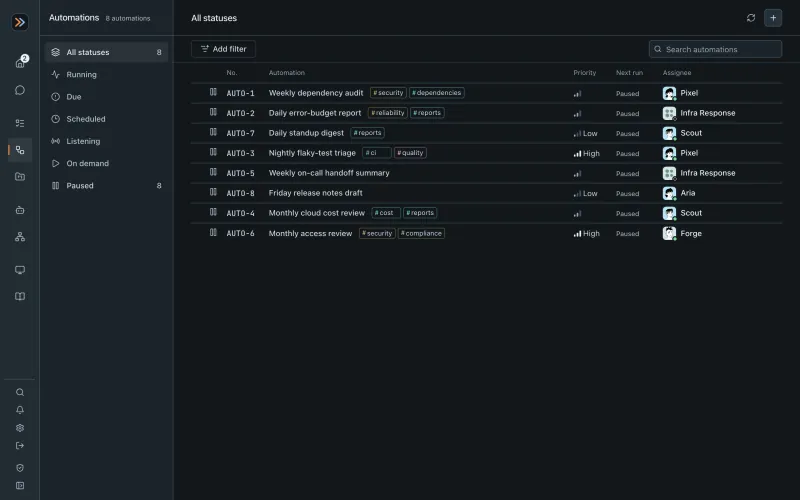 Automations 8 automations
All statuses
2
All statuses 8
Running
Due
Scheduled
Listening
On demand
Paused 8
Add filter
Search automations
No. Automation Priority Next run Assignee
AUTO-1 Weekly dependency audit #security #dependencies Paused Pixel
AUTO-2 Daily error-budget report #reliability #reports Paused Infra Response
AUTO-7 Daily standup digest #reports Low Paused Scout
AUTO-3 Nightly flaky-test triage #ci #quality High Paused Pixel
AUTO-5 Weekly on-call handoff summary Paused Infra Response
AUTO-8 Friday release notes draft Low Paused Aria
AUTO-4 Monthly cloud cost review #cost #reports Paused Scout
AUTO-6 Monthly access review #security #compliance High Paused Forge